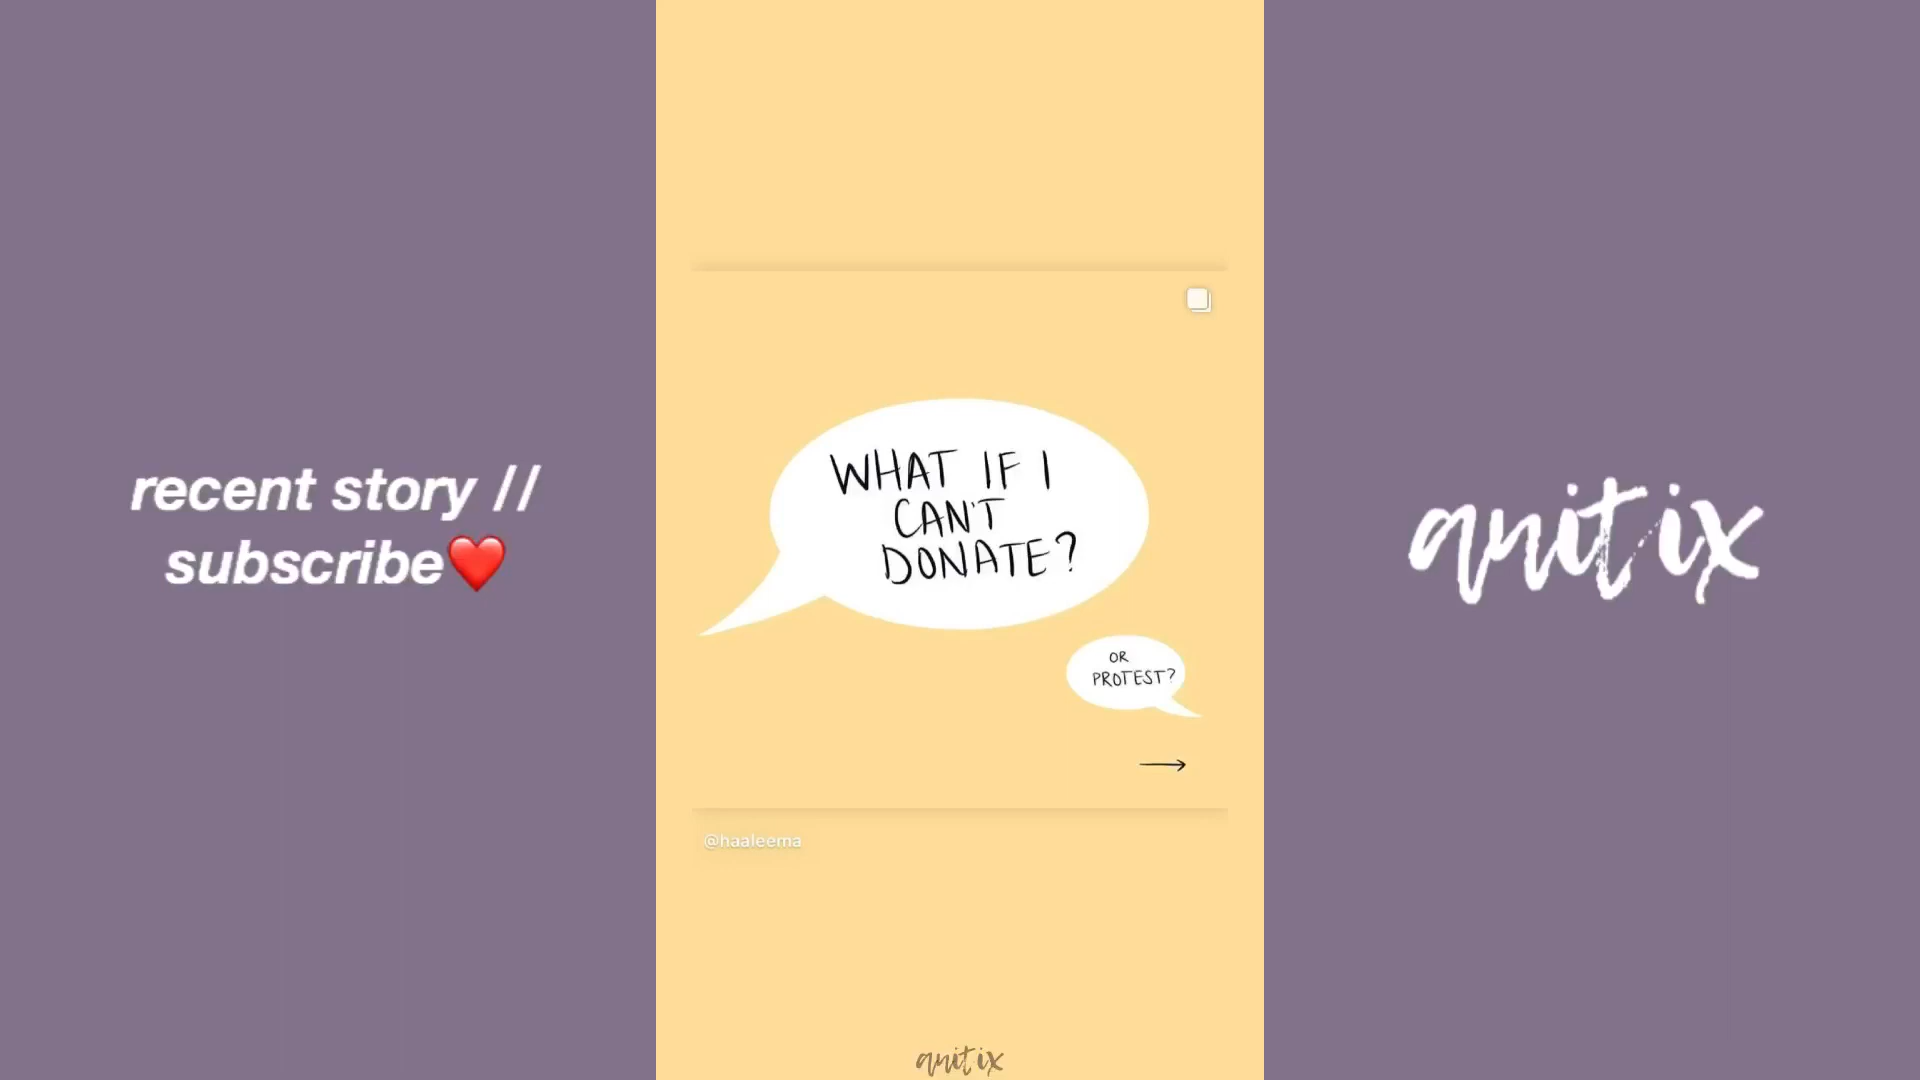 recent story //
subscribe❤️
WHAT IF I
CAN'T
DONATE?
OR
PROTEST?
@haaleema
anitix
anitix